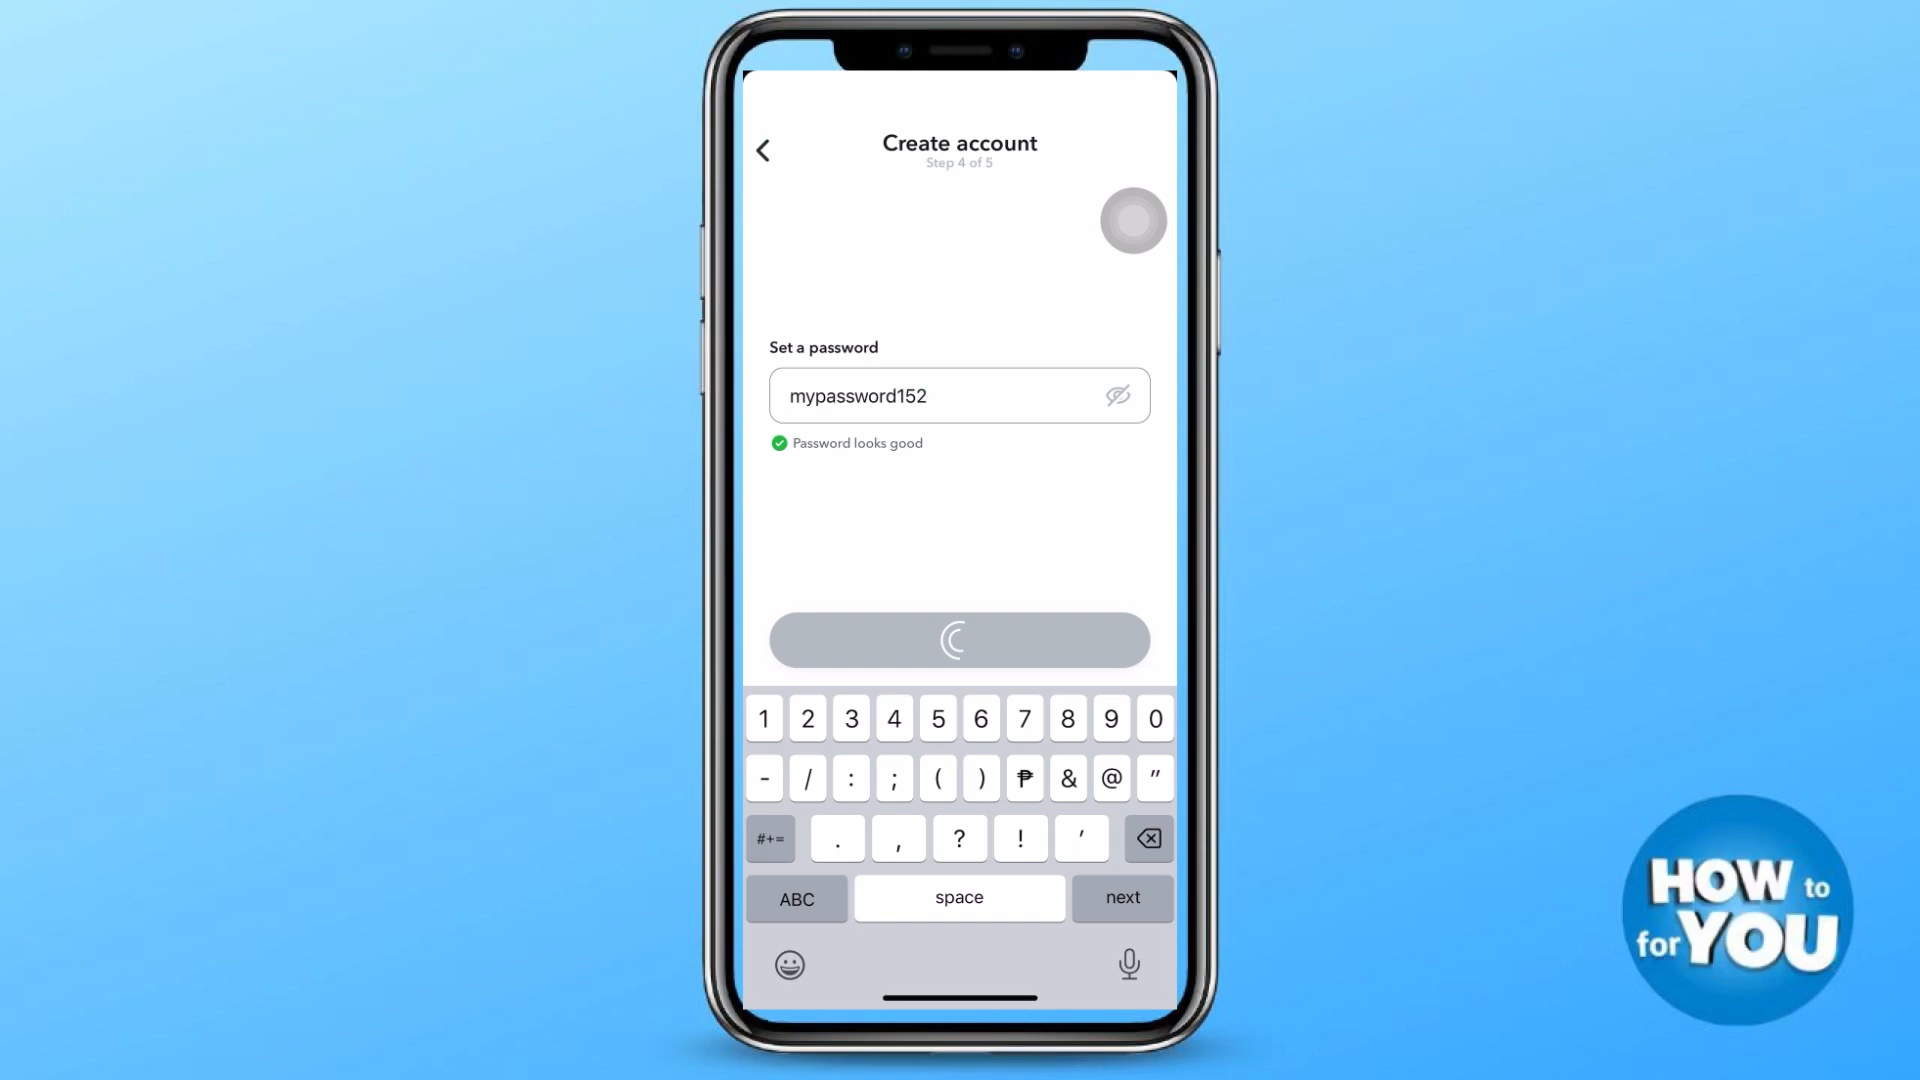 Create account
Step 4 of 5
Set a password
mypassword152
Password looks good
1 2 3 4 5 6 7 8 9 0
- / : ; ( ) ₱ & @ "
#+= . , ? ! '
ABC space next
HOW to
for YOU